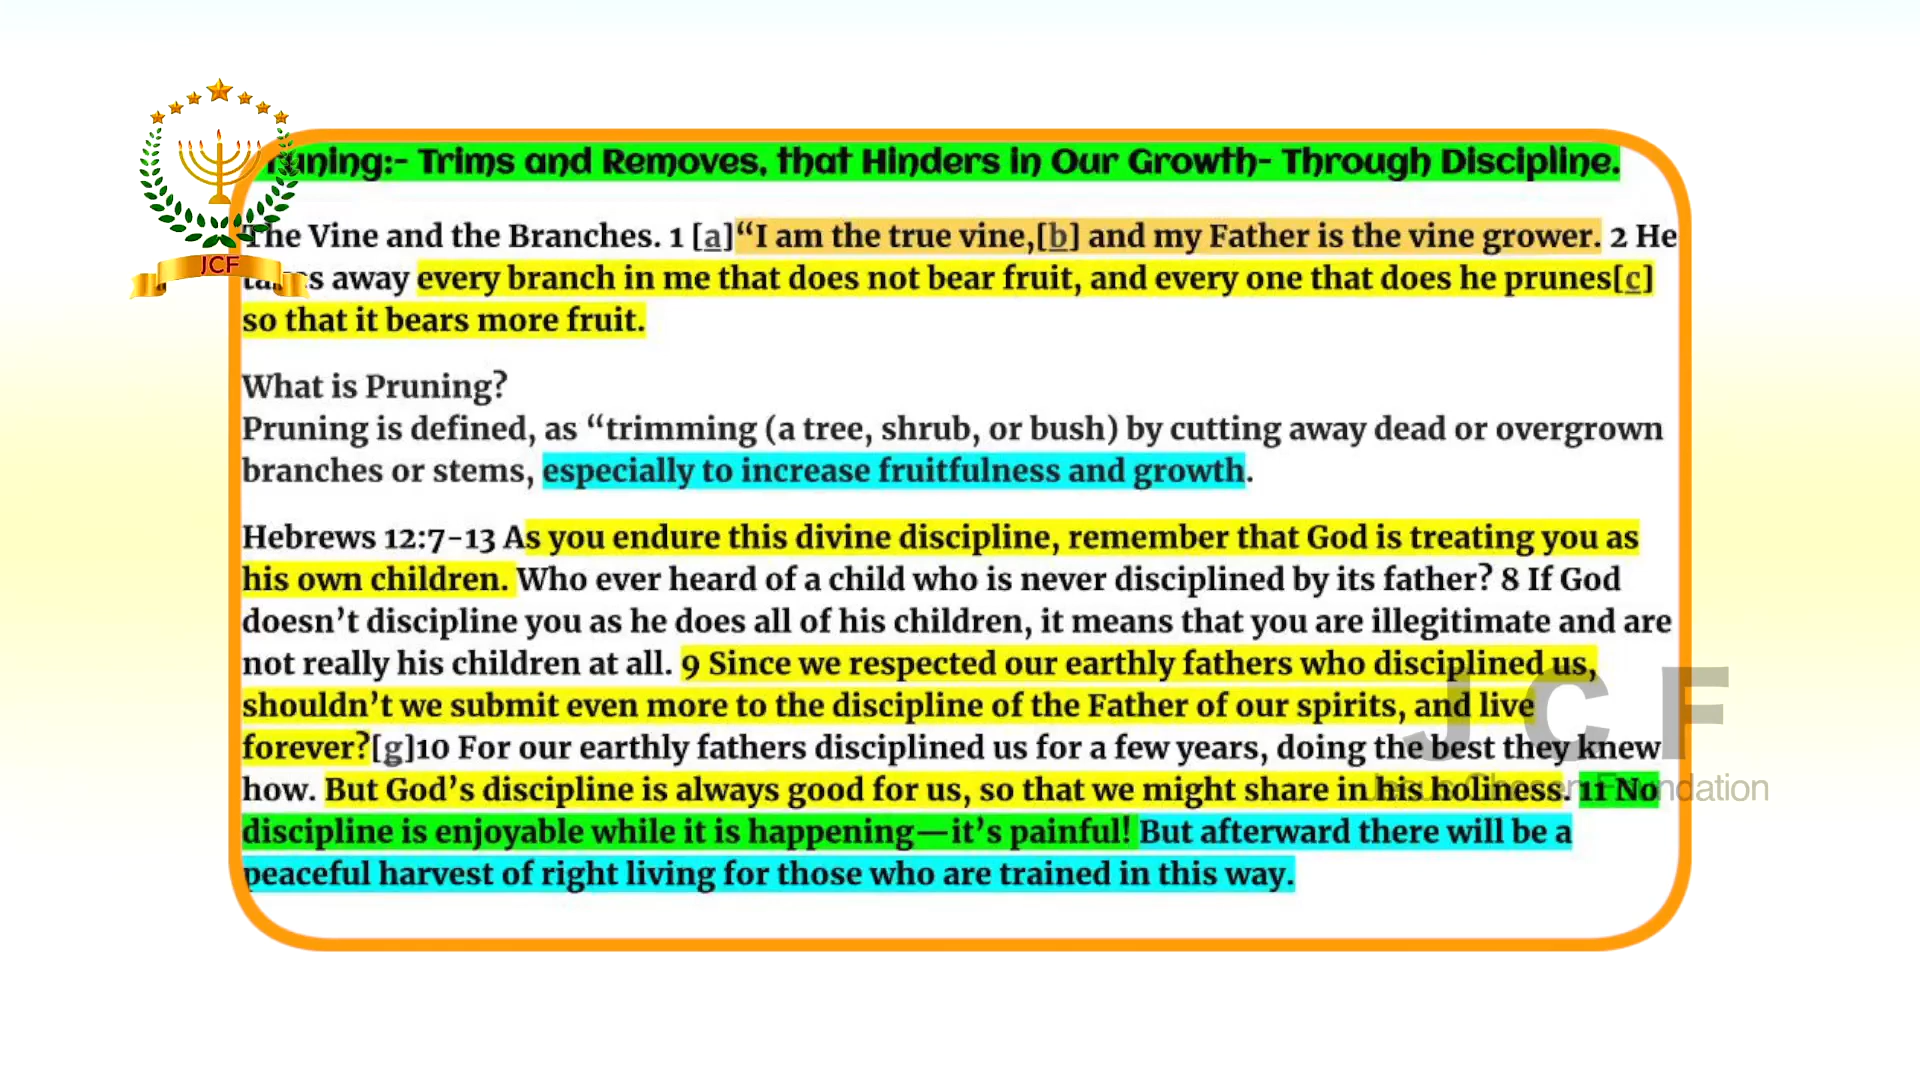 Pruning:- Trims and Removes, that Hinders in Our Growth- Through Discipline.
The Vine and the Branches. 1 [a]“I am the true vine,[b] and my Father is the vine grower. 2 He
takes away every branch in me that does not bear fruit, and every one that does he prunes[c]
so that it bears more fruit.
What is Pruning?
Pruning is defined, as “trimming (a tree, shrub, or bush) by cutting away dead or overgrown
branches or stems, especially to increase fruitfulness and growth.
Hebrews 12:7-13 As you endure this divine discipline, remember that God is treating you as
his own children. Who ever heard of a child who is never disciplined by its father? 8 If God
doesn’t discipline you as he does all of his children, it means that you are illegitimate and are
not really his children at all. 9 Since we respected our earthly fathers who disciplined us,
shouldn’t we submit even more to the discipline of the Father of our spirits, and live
forever?[g]10 For our earthly fathers disciplined us for a few years, doing the best they knew
how. But God’s discipline is always good for us, so that we might share in his holiness. 11 No
discipline is enjoyable while it is happening—it’s painful! But afterward there will be a
peaceful harvest of right living for those who are trained in this way.
JCF
J C F
Jesus Chosen Foundation